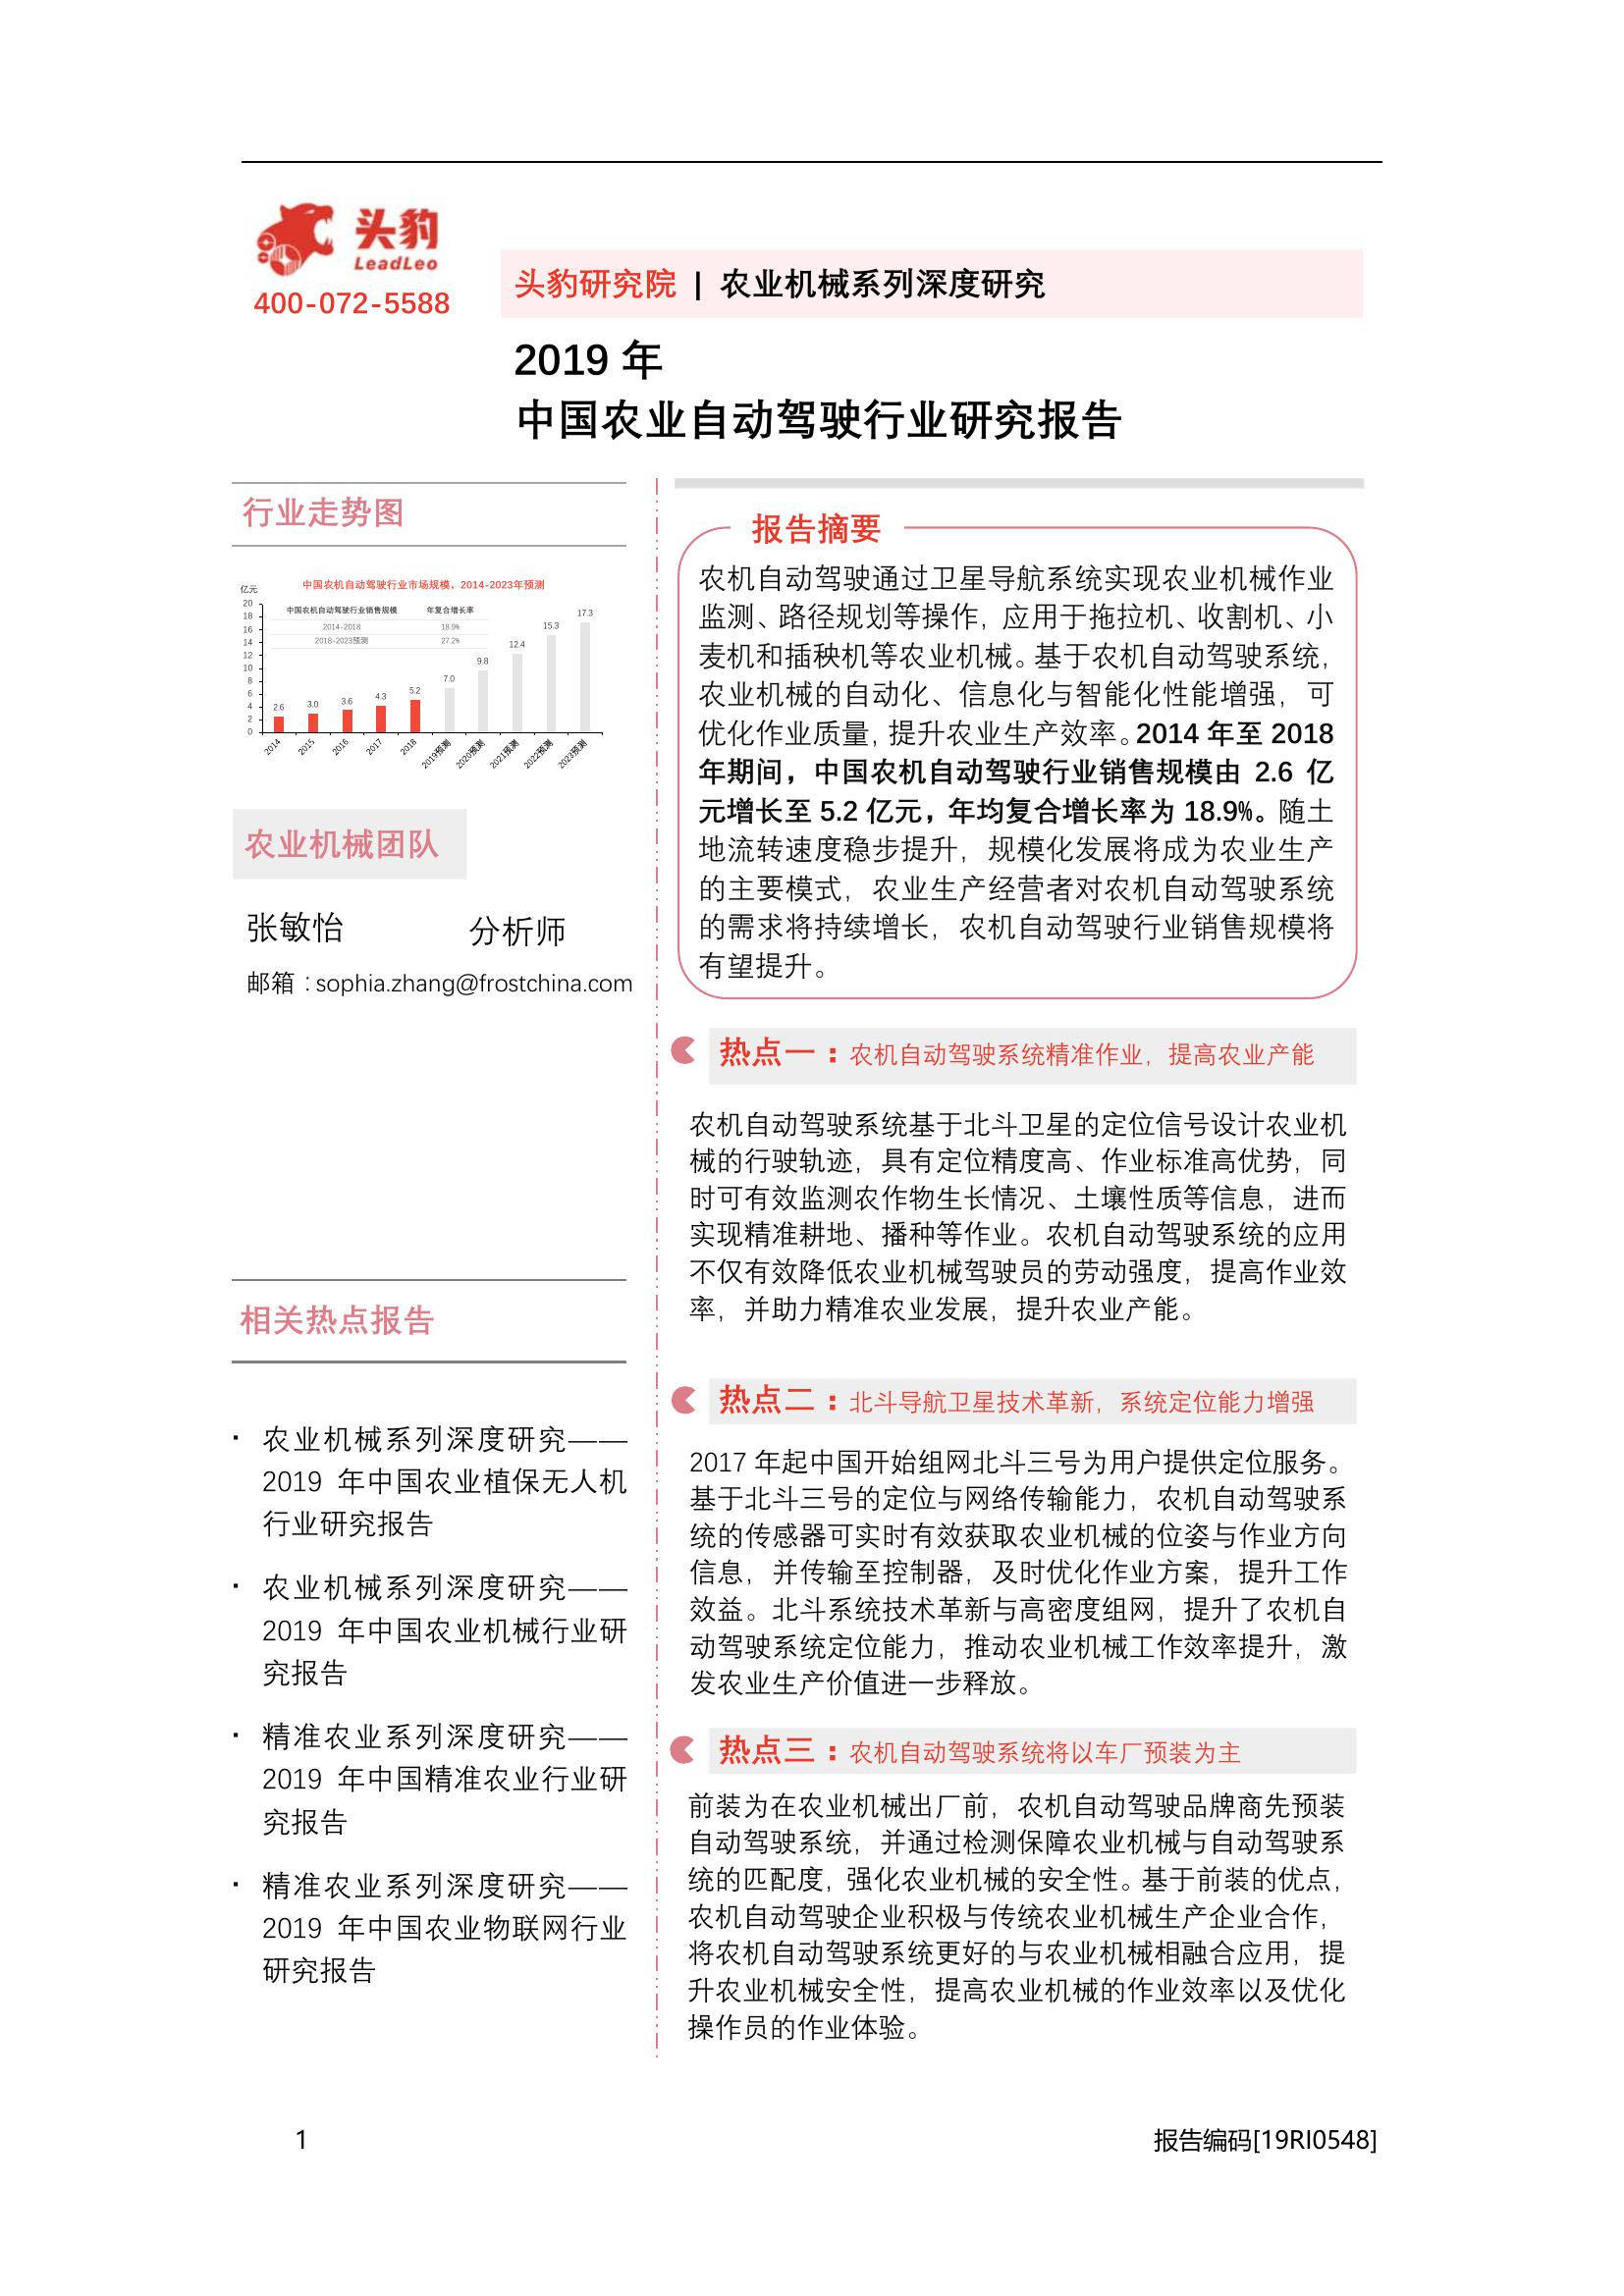 头豹
LeadLeo
400-072-5588
头豹研究院 | 农业机械系列深度研究
2019 年
中国农业自动驾驶行业研究报告
行业走势图
亿元
中国农机自动驾驶行业市场规模，2014-2023年预测
中国农机自动驾驶行业销售规模 年复合增长率
2014-2018 18.9%
2018-2023预测 27.2%
20
18
16
14
12
10
8
6
4
2
0
2.6 3.0 3.6 4.3 5.2 7.0 9.8 12.4 15.3 17.3
2014 2015 2016 2017 2018 2019预测 2020预测 2021预测 2022预测 2023预测
农业机械团队
张敏怡 分析师
邮箱：sophia.zhang@frostchina.com
相关热点报告
· 农业机械系列深度研究——
2019 年中国农业植保无人机
行业研究报告
· 农业机械系列深度研究——
2019 年中国农业机械行业研
究报告
· 精准农业系列深度研究——
2019 年中国精准农业行业研
究报告
· 精准农业系列深度研究——
2019 年中国农业物联网行业
研究报告
报告摘要
农机自动驾驶通过卫星导航系统实现农业机械作业
监测、路径规划等操作，应用于拖拉机、收割机、小
麦机和插秧机等农业机械。基于农机自动驾驶系统，
农业机械的自动化、信息化与智能化性能增强，可
优化作业质量，提升农业生产效率。2014 年至 2018
年期间，中国农机自动驾驶行业销售规模由 2.6 亿
元增长至 5.2 亿元，年均复合增长率为 18.9%。随土
地流转速度稳步提升，规模化发展将成为农业生产
的主要模式，农业生产经营者对农机自动驾驶系统
的需求将持续增长，农机自动驾驶行业销售规模将
有望提升。
热点一：农机自动驾驶系统精准作业，提高农业产能
农机自动驾驶系统基于北斗卫星的定位信号设计农业机
械的行驶轨迹，具有定位精度高、作业标准高优势，同
时可有效监测农作物生长情况、土壤性质等信息，进而
实现精准耕地、播种等作业。农机自动驾驶系统的应用
不仅有效降低农业机械驾驶员的劳动强度，提高作业效
率，并助力精准农业发展，提升农业产能。
热点二：北斗导航卫星技术革新，系统定位能力增强
2017 年起中国开始组网北斗三号为用户提供定位服务。
基于北斗三号的定位与网络传输能力，农机自动驾驶系
统的传感器可实时有效获取农业机械的位姿与作业方向
信息，并传输至控制器，及时优化作业方案，提升工作
效益。北斗系统技术革新与高密度组网，提升了农机自
动驾驶系统定位能力，推动农业机械工作效率提升，激
发农业生产价值进一步释放。
热点三：农机自动驾驶系统将以车厂预装为主
前装为在农业机械出厂前，农机自动驾驶品牌商先预装
自动驾驶系统，并通过检测保障农业机械与自动驾驶系
统的匹配度，强化农业机械的安全性。基于前装的优点，
农机自动驾驶企业积极与传统农业机械生产企业合作，
将农机自动驾驶系统更好的与农业机械相融合应用，提
升农业机械安全性，提高农业机械的作业效率以及优化
操作员的作业体验。
1 报告编码[19RI0548]